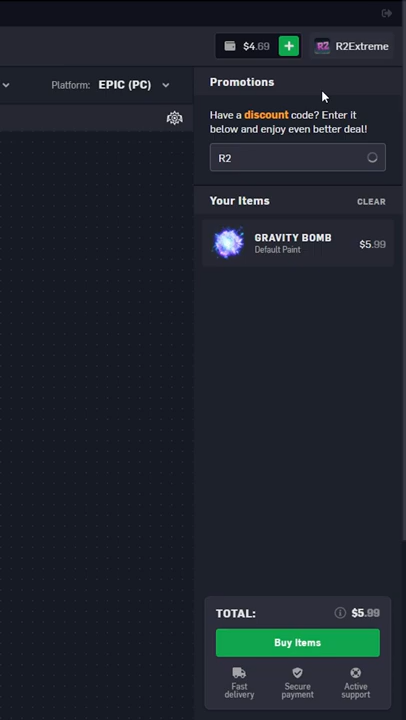 $4.69
R2 R2Extreme
Platform: EPIC (PC)
Promotions
Have a discount code? Enter it
below and enjoy even better deal!
R2
Your Items
CLEAR
GRAVITY BOMB
Default Paint
$5.99
TOTAL:
$5.99
Buy Items
Fast
delivery
Secure
payment
Active
support